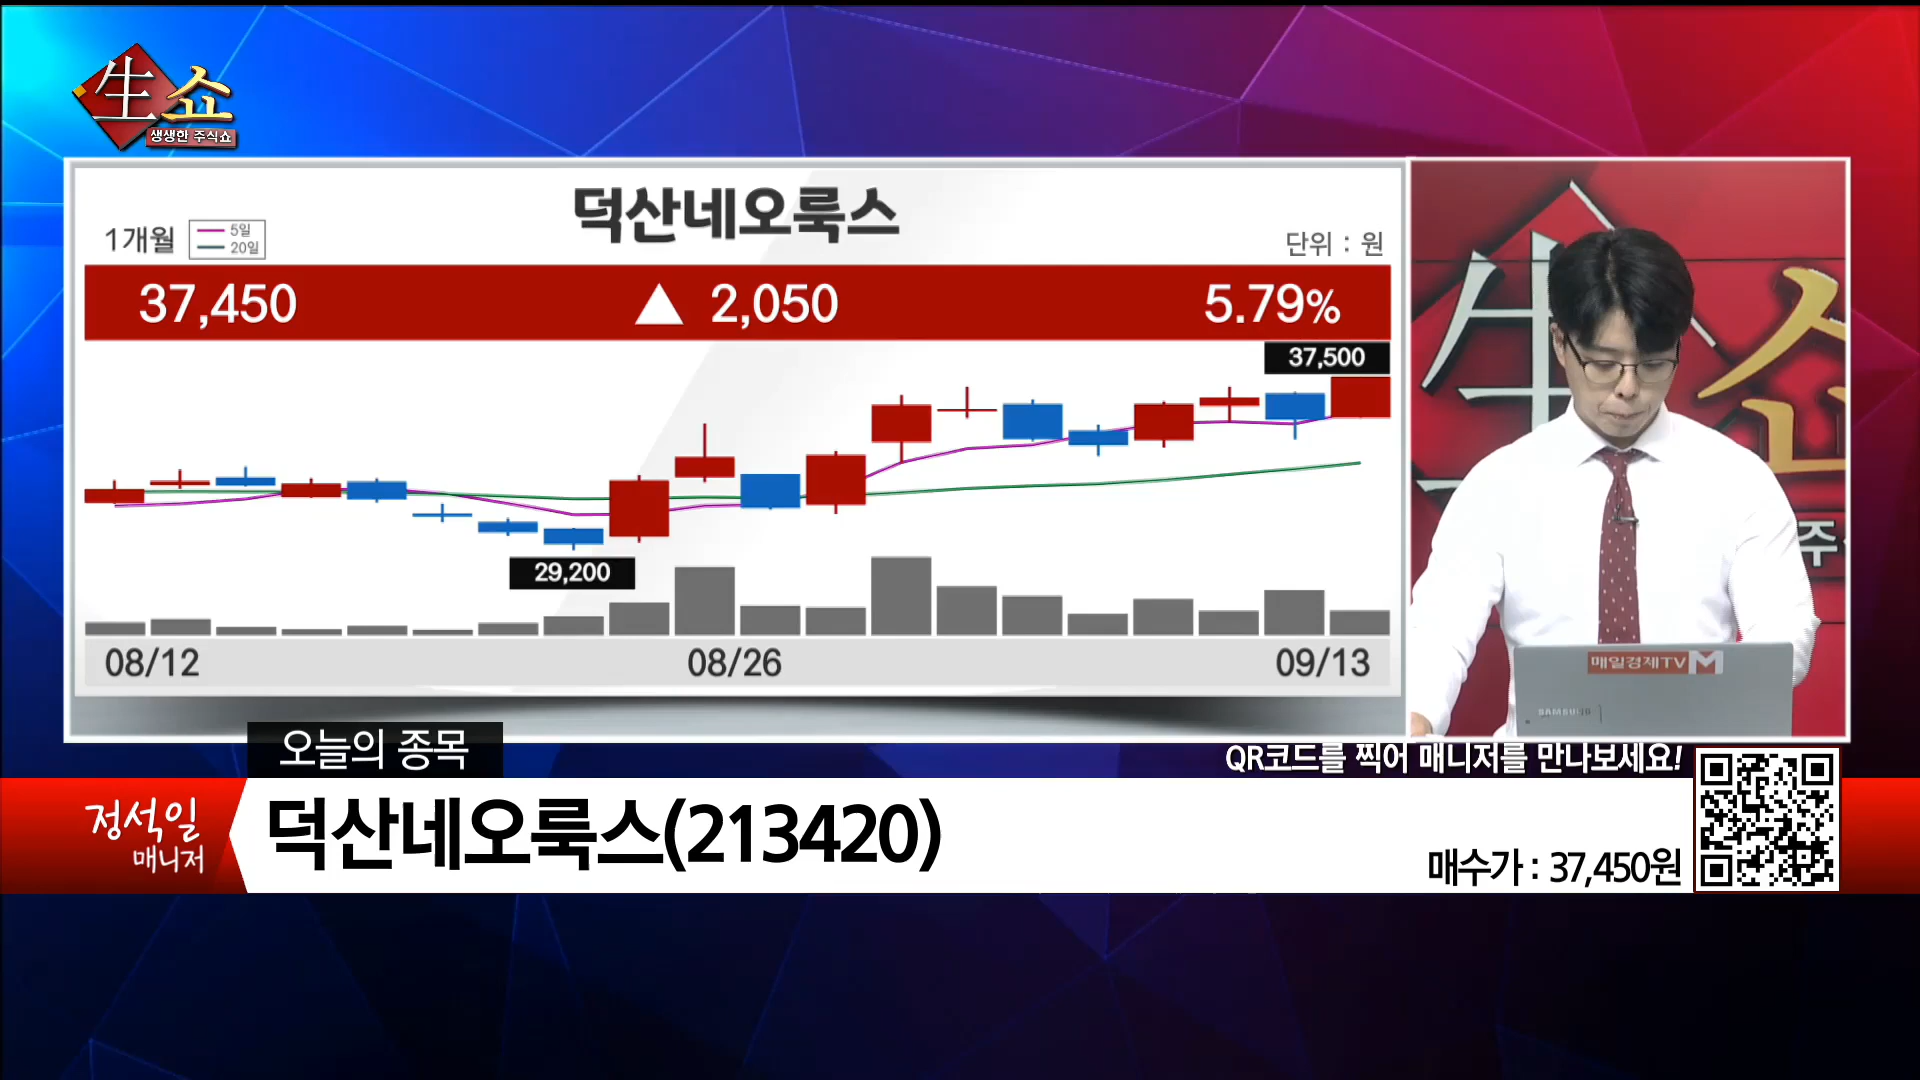 生쇼
생생한 주식쇼
덕산네오룩스
1개월
5일
20일
단위 : 원
37,450 ▲ 2,050 5.79%
37,500
29,200
08/12 08/26 09/13
生쇼
주
매일경제TV M
SAMSUNG
오늘의 종목
QR코드를 찍어 매니저를 만나보세요!
정석일
매니저
덕산네오룩스(213420)
매수가 : 37,450원